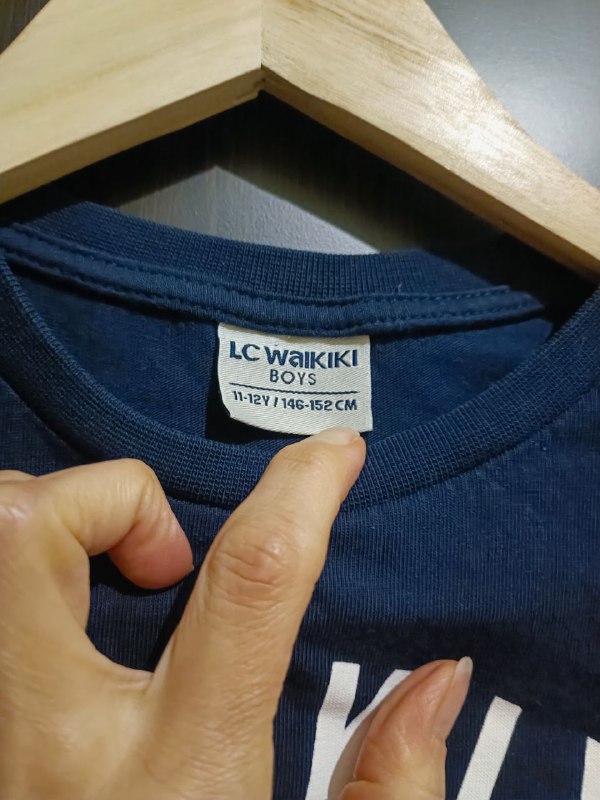 LC WAIKIKI
BOYS
11-12Y / 146-152 CM